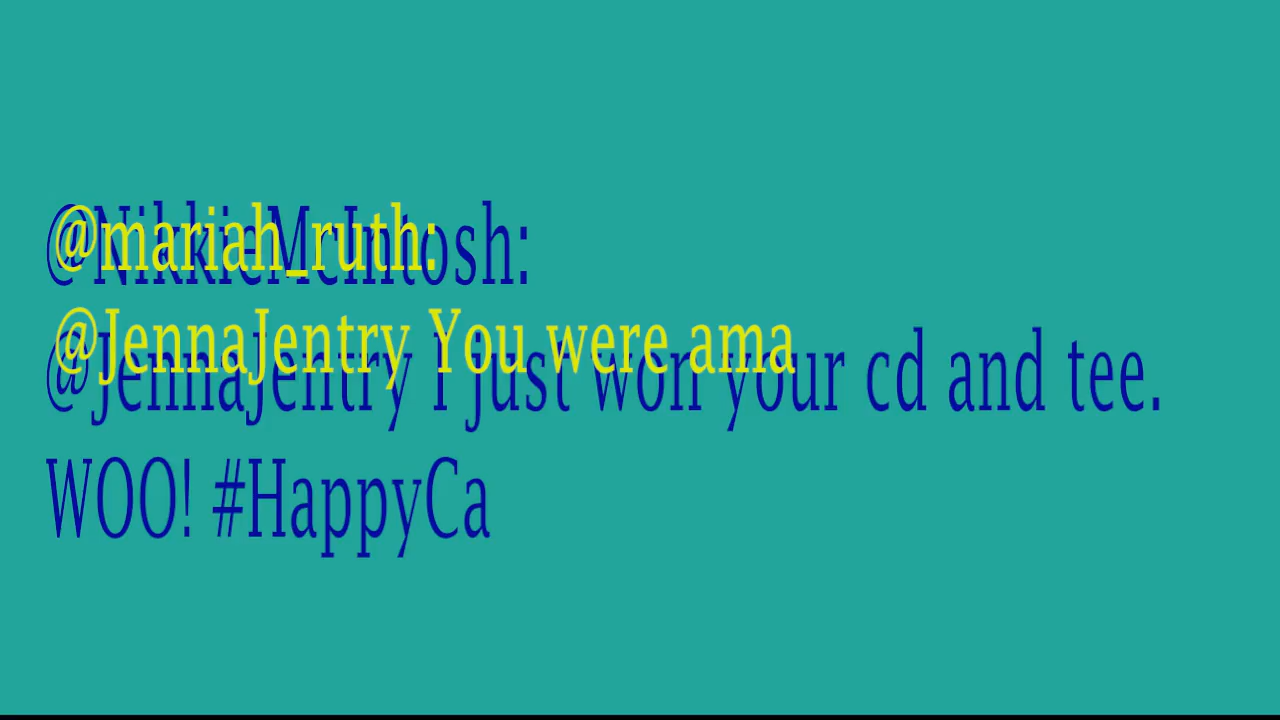 @mariah_ruth:
@JennaJentry You were ama
@NikkieMcIntosh:
@JennaJentry I just won your cd and tee.
WOO! #HappyCa